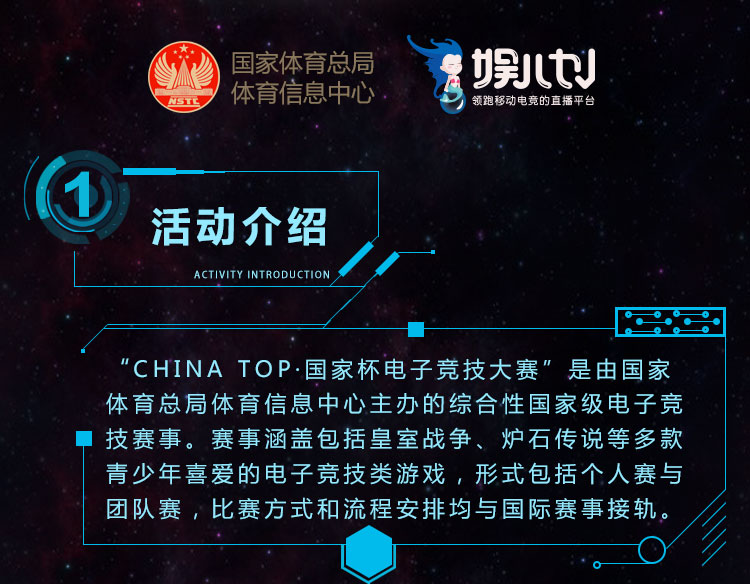 国家体育总局
体育信息中心
NSTC
领跑移动电竞的直播平台
1
活动介绍
ACTIVITY INTRODUCTION
“CHINA TOP·国家杯电子竞技大赛”是由国家
体育总局体育信息中心主办的综合性国家级电子竞
技赛事。赛事涵盖包括皇室战争、炉石传说等多款
青少年喜爱的电子竞技类游戏，形式包括个人赛与
团队赛，比赛方式和流程安排均与国际赛事接轨。